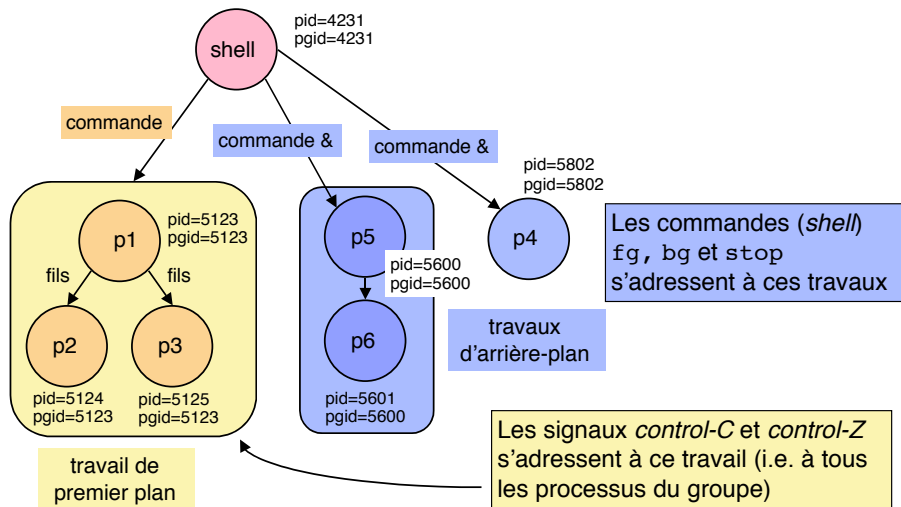 shell
pid=4231
pgid=4231
commande
commande &
commande &
pid=5802
pgid=5802
p1
pid=5123
pgid=5123
fils
fils
p2
p3
pid=5124
pgid=5123
pid=5125
pgid=5123
travail de
premier plan
p5
pid=5600
pgid=5600
p6
pid=5601
pgid=5600
p4
travaux
d'arrière-plan
Les commandes (shell)
fg, bg et stop
s'adressent à ces travaux
Les signaux control-C et control-Z
s'adressent à ce travail (i.e. à tous
les processus du groupe)